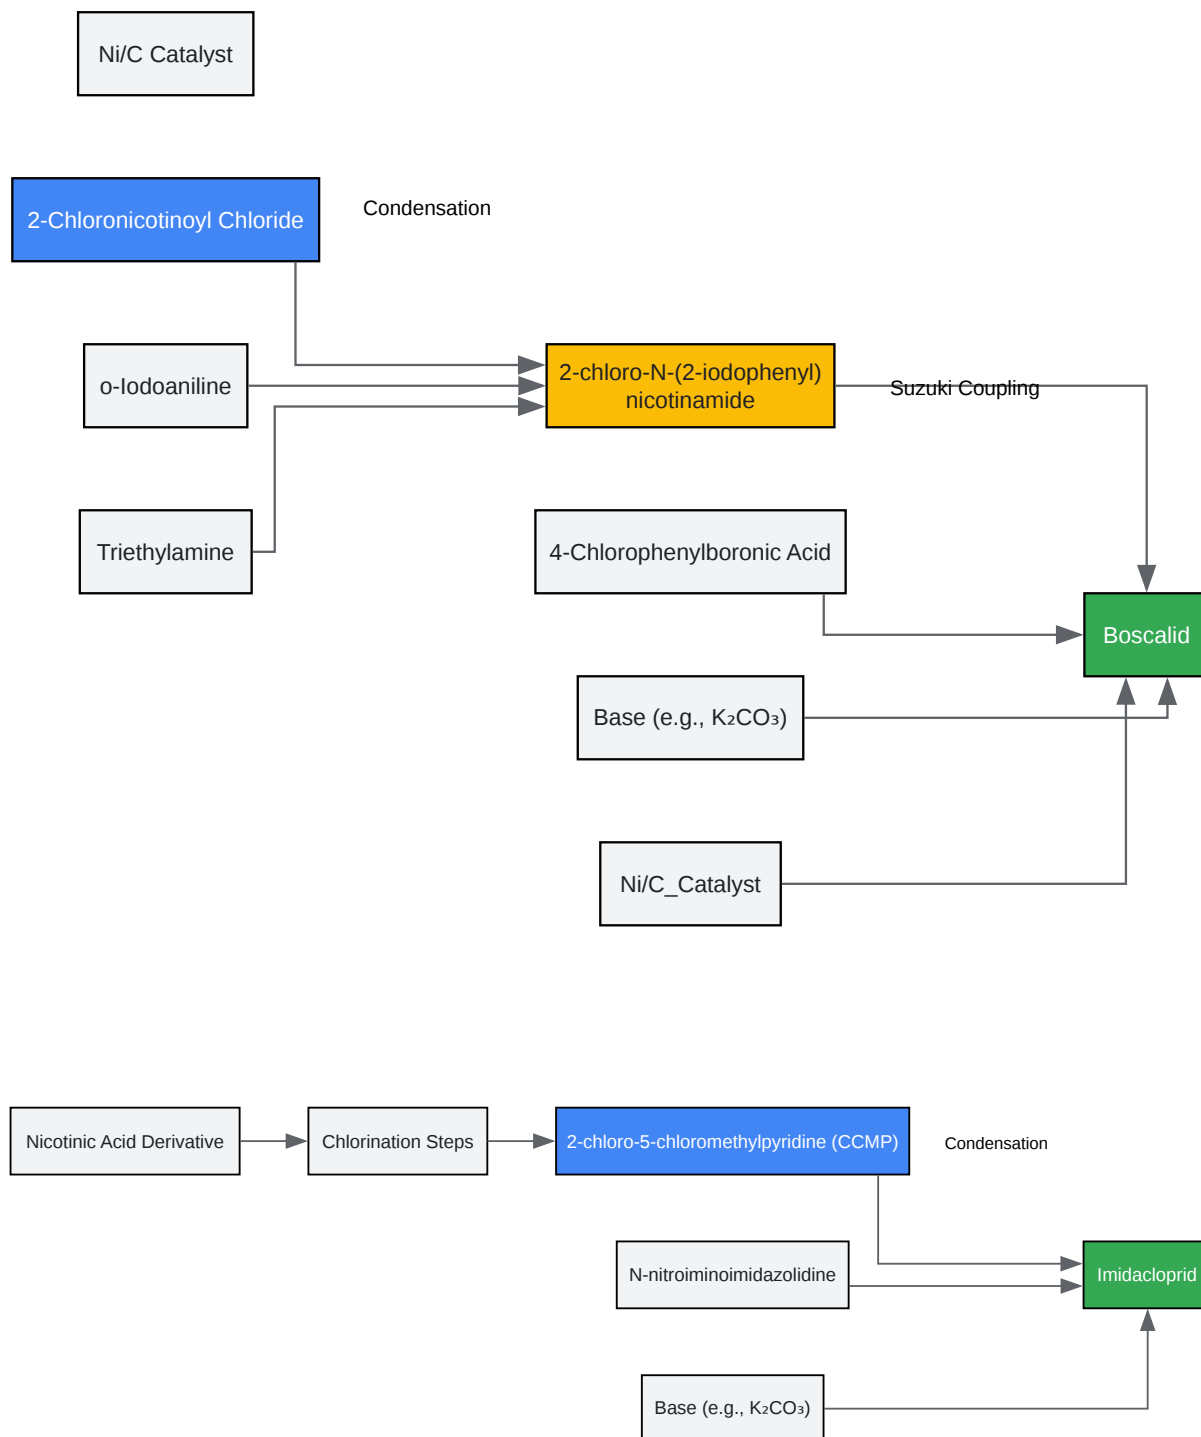 Ni/C Catalyst
2-Chloronicotinoyl Chloride
Condensation
o-Iodoaniline
2-chloro-N-(2-iodophenyl)
nicotinamide
Suzuki Coupling
Triethylamine
4-Chlorophenylboronic Acid
Boscalid
Base (e.g., K₂CO₃)
Ni/C_Catalyst
Nicotinic Acid Derivative
Chlorination Steps
2-chloro-5-chloromethylpyridine (CCMP)
Condensation
N-nitroiminoimidazolidine
Imidacloprid
Base (e.g., K₂CO₃)